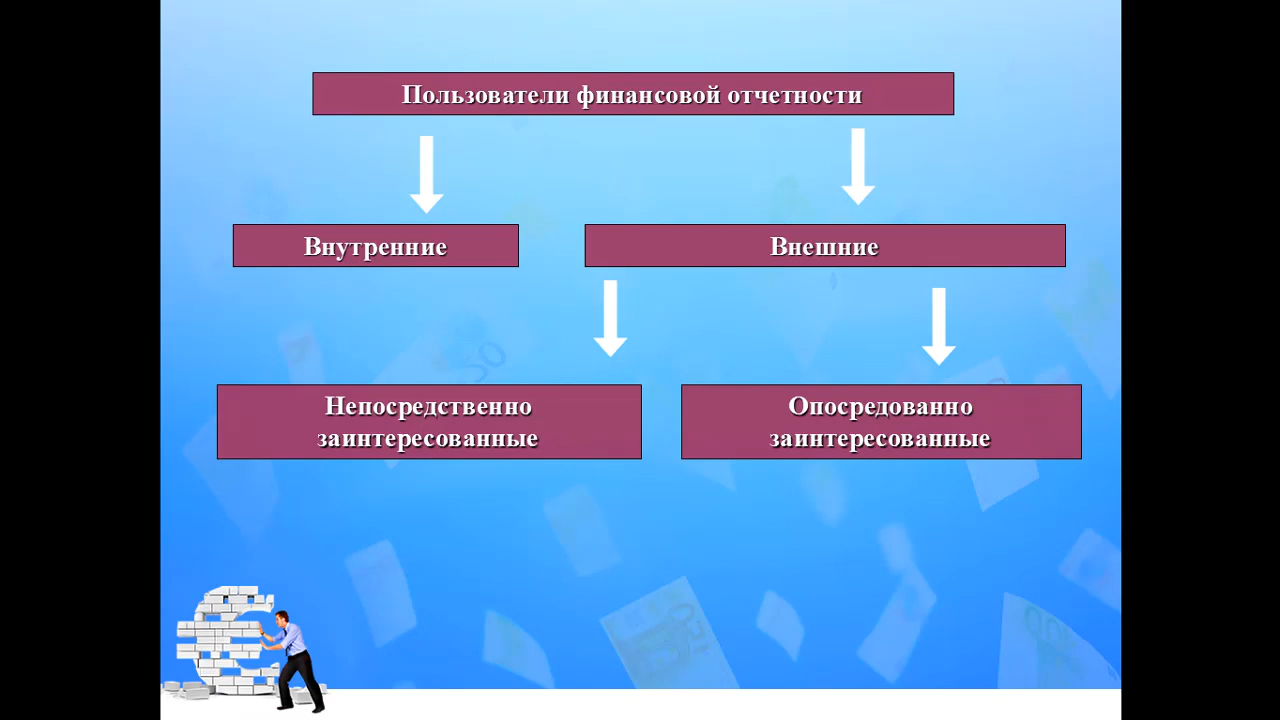 Пользователи финансовой отчетности
Внутренние
Внешние
Непосредственно
заинтересованные
Опосредованно
заинтересованные